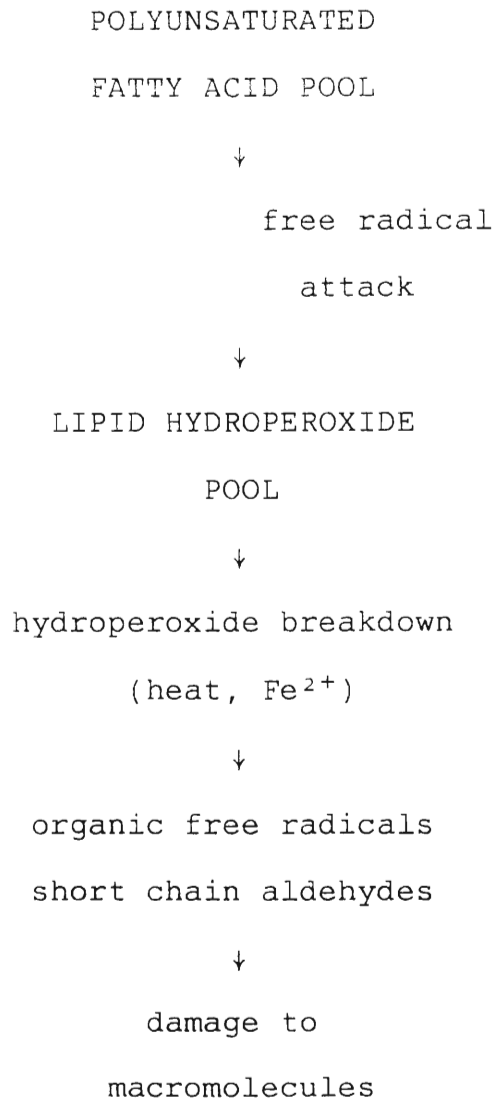 POLYUNSATURATED
FATTY ACID POOL
↓
free radical
attack
↓
LIPID HYDROPEROXIDE
POOL
↓
hydroperoxide breakdown
(heat, Fe²⁺)
↓
organic free radicals
short chain aldehydes
↓
damage to
macromolecules